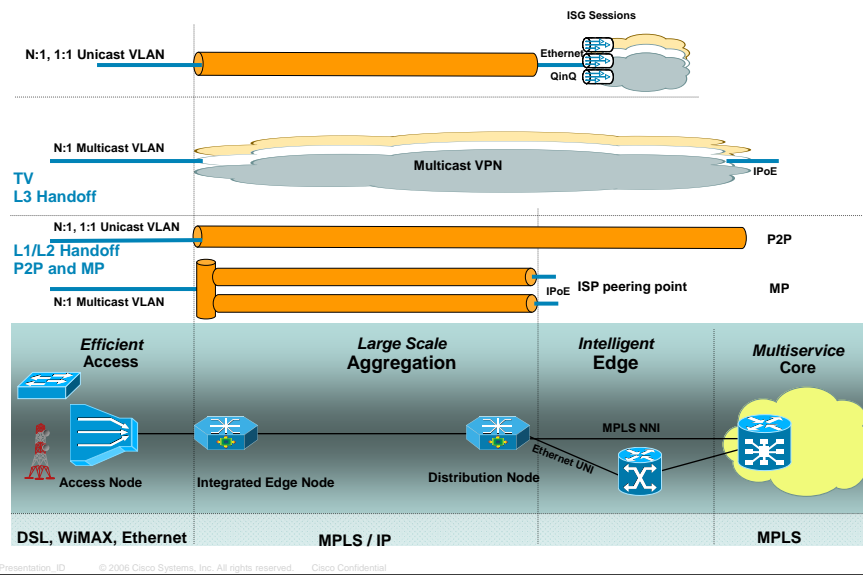 ISG Sessions
N:1, 1:1 Unicast VLAN
Ethernet
QinQ
N:1 Multicast VLAN
Multicast VPN
IPoE
TV
L3 Handoff
N:1, 1:1 Unicast VLAN
P2P
L1/L2 Handoff
P2P and MP
N:1 Multicast VLAN
IPoE
ISP peering point
MP
Efficient
Access
Large Scale
Aggregation
Intelligent
Edge
Multiservice
Core
MPLS NNI
Ethernet UNI
Access Node
Integrated Edge Node
Distribution Node
DSL, WiMAX, Ethernet
MPLS / IP
MPLS
Presentation_ID
© 2006 Cisco Systems, Inc. All rights reserved.
Cisco Confidential